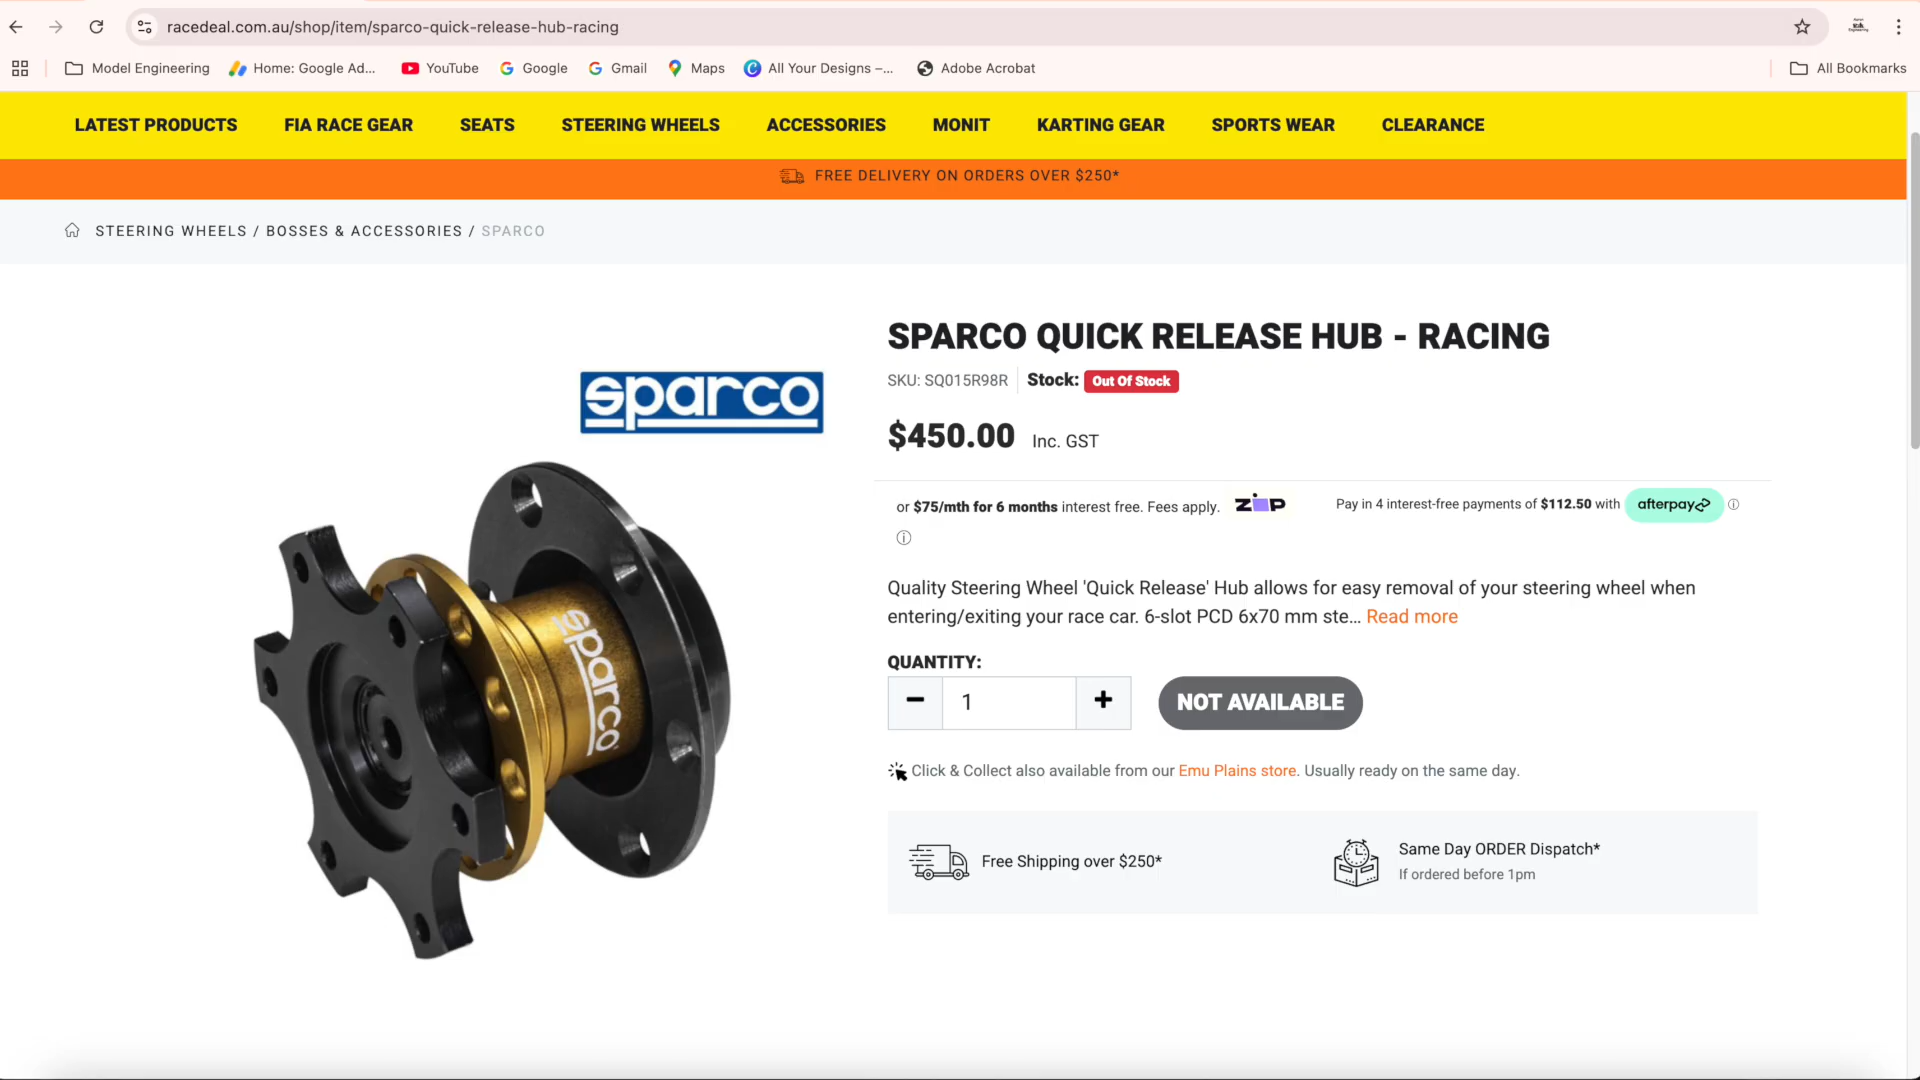 racedeal.com.au/shop/item/sparco-quick-release-hub-racing
Model Engineering
Home: Google Ad...
YouTube
Google
Gmail
Maps
All Your Designs –...
Adobe Acrobat
All Bookmarks
LATEST PRODUCTS
FIA RACE GEAR
SEATS
STEERING WHEELS
ACCESSORIES
MONIT
KARTING GEAR
SPORTS WEAR
CLEARANCE
FREE DELIVERY ON ORDERS OVER $250*
STEERING WHEELS / BOSSES & ACCESSORIES / SPARCO
sparco
sparco
SPARCO QUICK RELEASE HUB - RACING
SKU: SQ015R98R
Stock: Out Of Stock
$450.00 Inc. GST
or $75/mth for 6 months interest free. Fees apply. ZIP
Pay in 4 interest-free payments of $112.50 with afterpay
Quality Steering Wheel 'Quick Release' Hub allows for easy removal of your steering wheel when
entering/exiting your race car. 6-slot PCD 6x70 mm ste... Read more
QUANTITY:
1
NOT AVAILABLE
Click & Collect also available from our Emu Plains store. Usually ready on the same day.
Free Shipping over $250*
Same Day ORDER Dispatch*
If ordered before 1pm